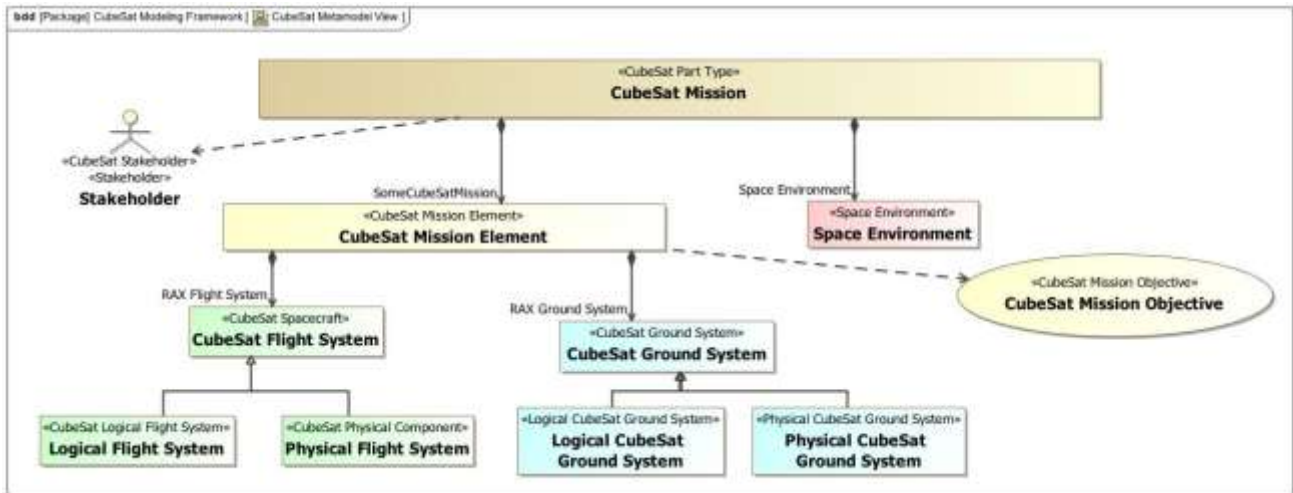 bdd [Package] CubeSat Modeling Framework [ CubeSat Metamodel View ]
«CubeSat Part Type»
CubeSat Mission
«CubeSat Stakeholder»
«Stakeholder»
Stakeholder
SomeCubeSatMission
Space Environment
«CubeSat Mission Element»
CubeSat Mission Element
«Space Environment»
Space Environment
«CubeSat Mission Objective»
CubeSat Mission Objective
RAX Flight System
RAX Ground System
«CubeSat Spacecraft»
CubeSat Flight System
«CubeSat Ground System»
CubeSat Ground System
«CubeSat Logical Flight System»
Logical Flight System
«CubeSat Physical Component»
Physical Flight System
«Logical CubeSat Ground System»
Logical CubeSat
Ground System
«Physical CubeSat Ground System»
Physical CubeSat
Ground System